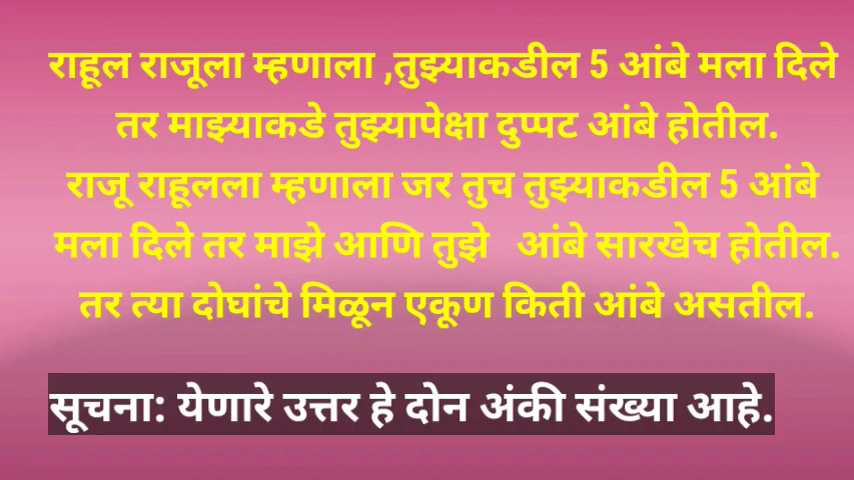 राहूल राजूला म्हणाला ,तुझ्याकडील 5 आंबे मला दिले
तर माझ्याकडे तुझ्यापेक्षा दुप्पट आंबे होतील.
राजू राहूलला म्हणाला जर तुच तुझ्याकडील 5 आंबे
मला दिले तर माझे आणि तुझे आंबे सारखेच होतील.
तर त्या दोघांचे मिळून एकूण किती आंबे असतील.
सूचना: येणारे उत्तर हे दोन अंकी संख्या आहे.